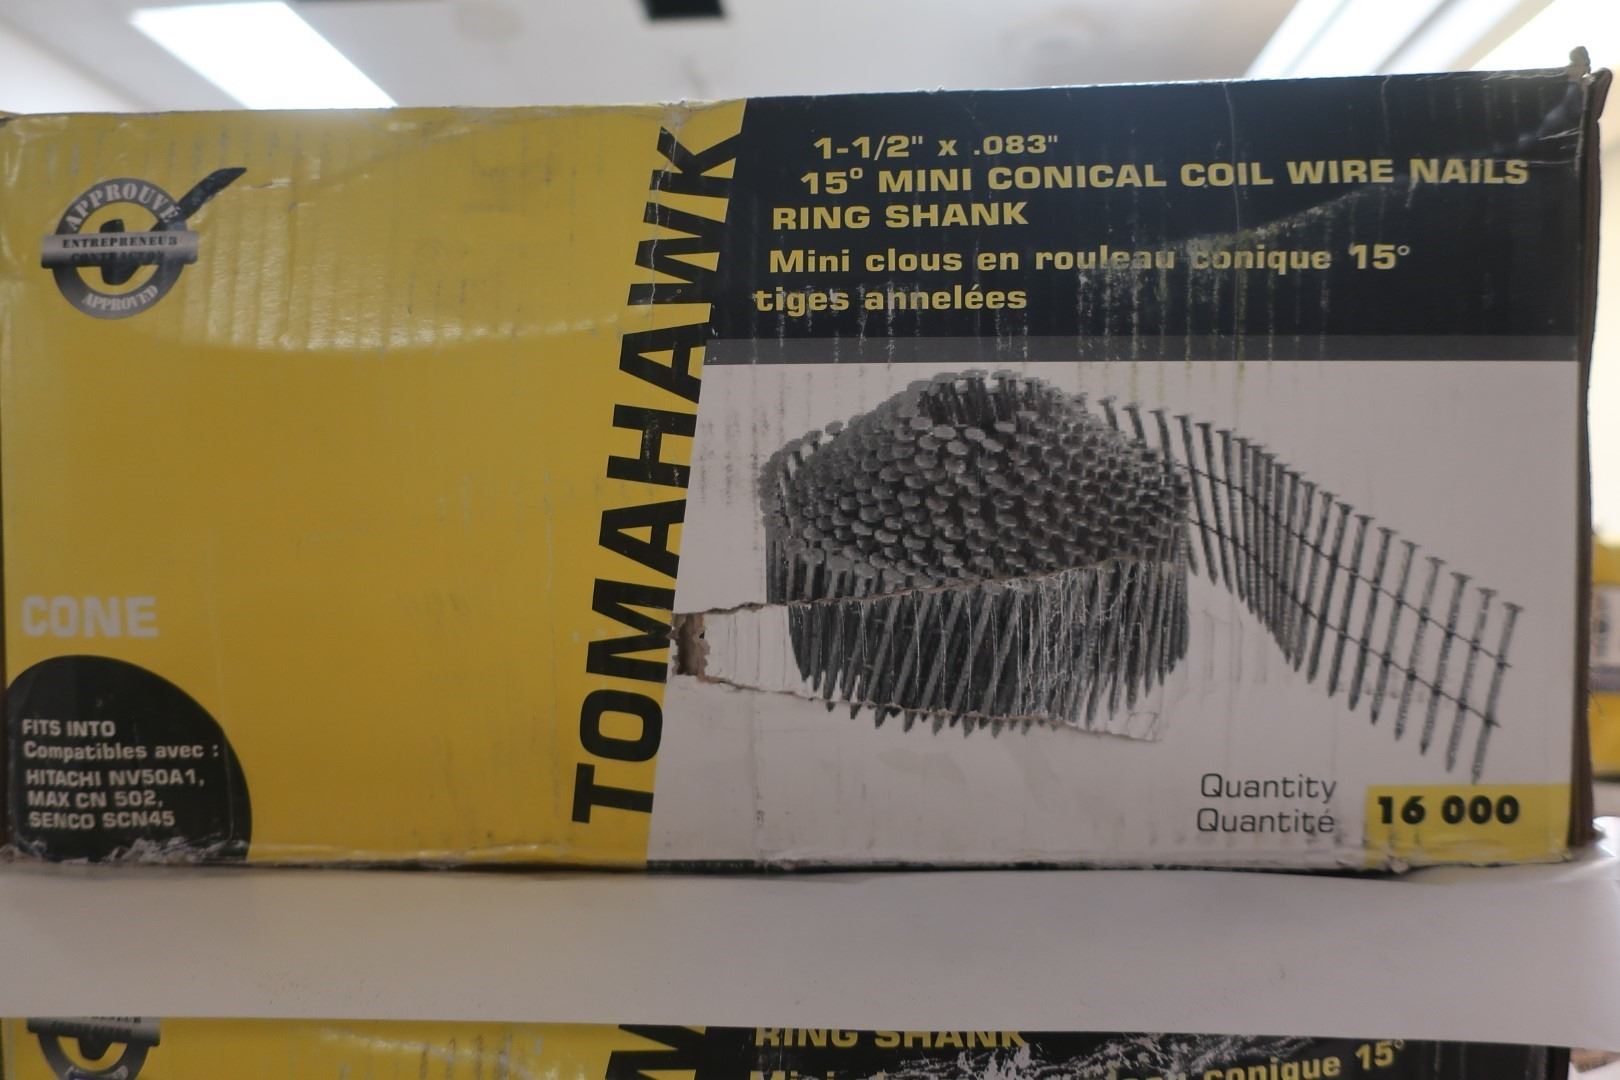 APPROUVÉ
ENTREPRENEUR
CONTRACTOR
APPROVED
CONE
FITS INTO
Compatibles avec :
HITACHI NV50A1,
MAX CN 502,
SENCO SCN45
TOMAHAWK
1-1/2" x .083"
15° MINI CONICAL COIL WIRE NAILS
RING SHANK
Mini clous en rouleau conique 15°
tiges annelées
Quantity
Quantité
16 000
RING SHANK
conique 15°